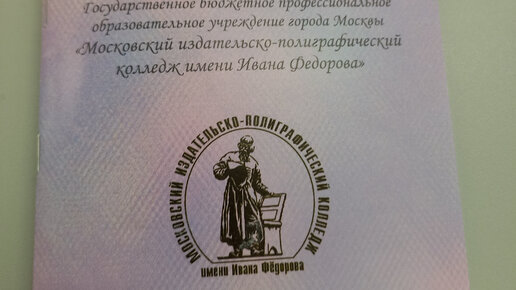 Государственное бюджетное профессиональное
образовательное учреждение города Москвы
«Московский издательско-полиграфический
колледж имени Ивана Федорова»
МОСКОВСКИЙ ИЗДАТЕЛЬСКО-ПОЛИГРАФИЧЕСКИЙ КОЛЛЕДЖ
имени Ивана Фёдорова